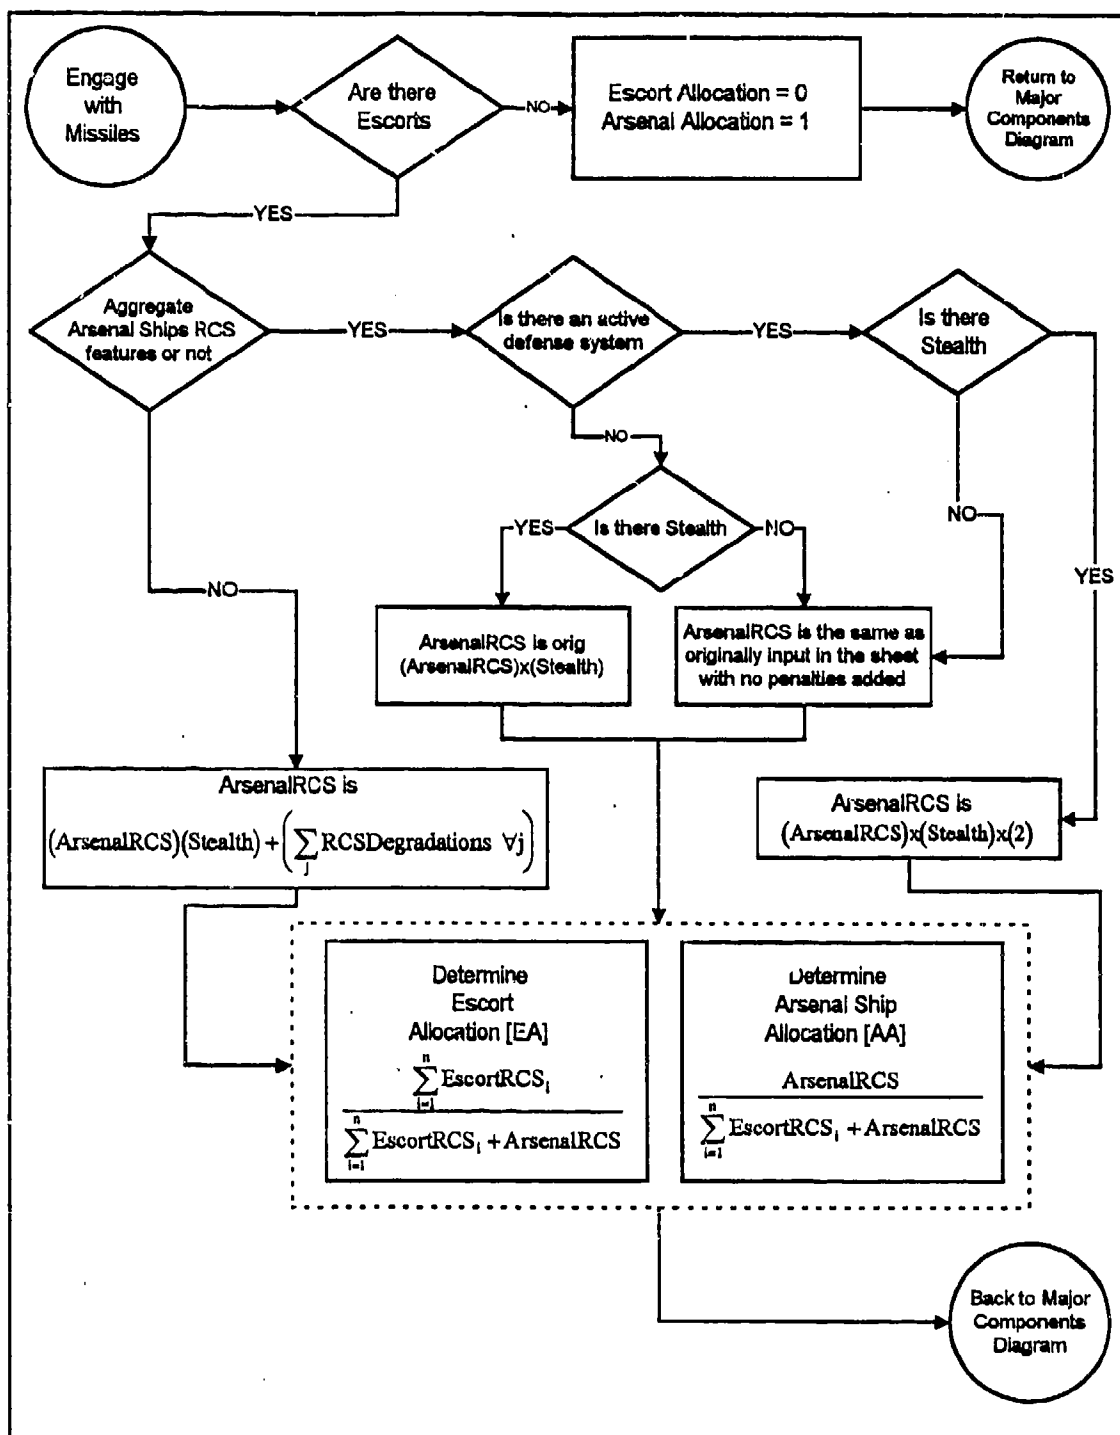 Engage
with
Missiles
Are there
Escorts
NO
Escort Allocation = 0
Arsenal Allocation = 1
Return to
Major
Components
Diagram
YES
Aggregate
Arsenal Ships RCS
features or not
YES
Is there an active
defense system
YES
Is there
Stealth
NO
YES
Is there Stealth
NO
NO
YES
NO
ArsenalRCS is orig
(ArsenalRCS)x(Stealth)
ArsenalRCS is the same as
originally input in the sheet
with no penalties added
ArsenalRCS is
(ArsenalRCS)(Stealth) + (∑j RCSDegradations ∀j)
ArsenalRCS is
(ArsenalRCS)x(Stealth)x(2)
Determine
Escort
Allocation [EA]
n
∑ EscortRCSi
i=1
n
∑ EscortRCSi + ArsenalRCS
i=1
Determine
Arsenal Ship
Allocation [AA]
ArsenalRCS
n
∑ EscortRCSi + ArsenalRCS
i=1
Back to Major
Components
Diagram